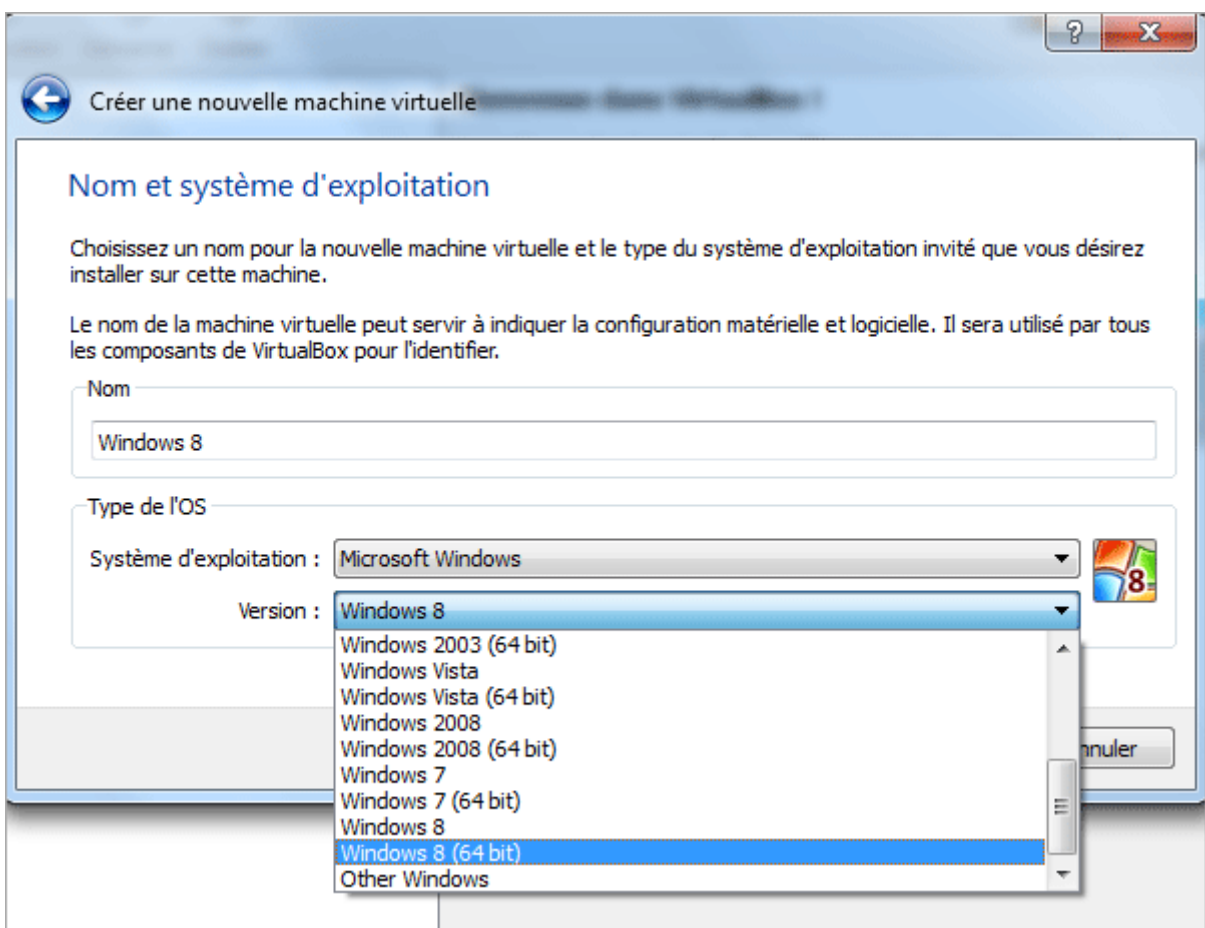 Créer une nouvelle machine virtuelle
Nom et système d'exploitation
Choisissez un nom pour la nouvelle machine virtuelle et le type du système d'exploitation invité que vous désirez
installer sur cette machine.
Le nom de la machine virtuelle peut servir à indiquer la configuration matérielle et logicielle. Il sera utilisé par tous
les composants de VirtualBox pour l'identifier.
Nom
Windows 8
Type de l'OS
Système d'exploitation : Microsoft Windows
8
Version : Windows 8
Windows 2003 (64 bit)
Windows Vista
Windows Vista (64 bit)
Windows 2008
Windows 2008 (64 bit)
nnuler
Windows 7
Windows 7 (64 bit)
Windows 8
Windows 8 (64 bit)
Other Windows